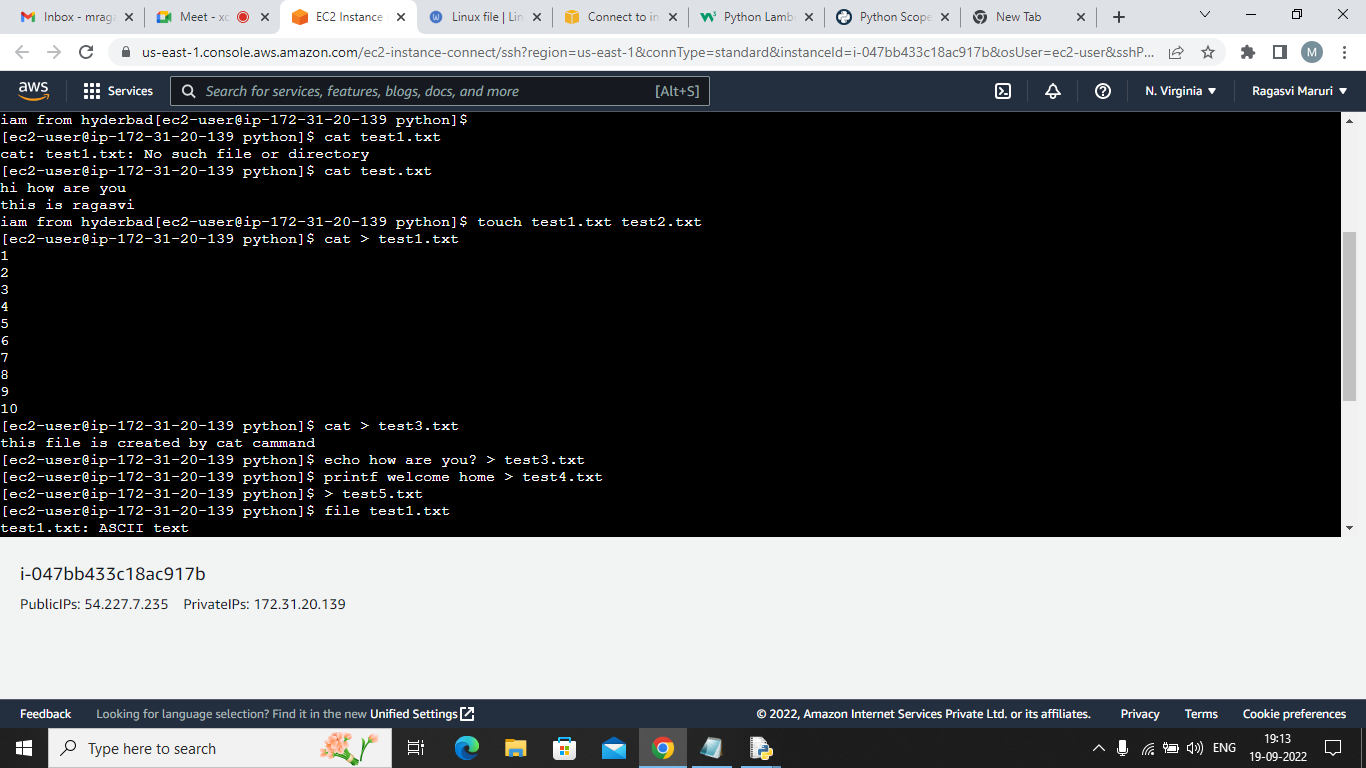 Inbox - mrag
Meet - xc
EC2 Instance
Linux file | Lin
Connect to in
Python Lamb
Python Scope
New Tab
us-east-1.console.aws.amazon.com/ec2-instance-connect/ssh?region=us-east-1&connType=standard&instanceId=i-047bb433c18ac917b&osUser=ec2-user&sshP...
M
aws
Services
Search for services, features, blogs, docs, and more
[Alt+S]
N. Virginia
Ragasvi Maruri
iam from hyderbad[ec2-user@ip-172-31-20-139 python]$
[ec2-user@ip-172-31-20-139 python]$ cat test1.txt
cat: test1.txt: No such file or directory
[ec2-user@ip-172-31-20-139 python]$ cat test.txt
hi how are you
this is ragasvi
iam from hyderbad[ec2-user@ip-172-31-20-139 python]$ touch test1.txt test2.txt
[ec2-user@ip-172-31-20-139 python]$ cat > test1.txt
1
2
3
4
5
6
7
8
9
10
[ec2-user@ip-172-31-20-139 python]$ cat > test3.txt
this file is created by cat cammand
[ec2-user@ip-172-31-20-139 python]$ echo how are you? > test3.txt
[ec2-user@ip-172-31-20-139 python]$ printf welcome home > test4.txt
[ec2-user@ip-172-31-20-139 python]$ > test5.txt
[ec2-user@ip-172-31-20-139 python]$ file test1.txt
test1.txt: ASCII text
i-047bb433c18ac917b
PublicIPs: 54.227.7.235 PrivateIPs: 172.31.20.139
Feedback
Looking for language selection? Find it in the new Unified Settings
© 2022, Amazon Internet Services Private Ltd. or its affiliates.
Privacy
Terms
Cookie preferences
Type here to search
ENG
19:13
19-09-2022